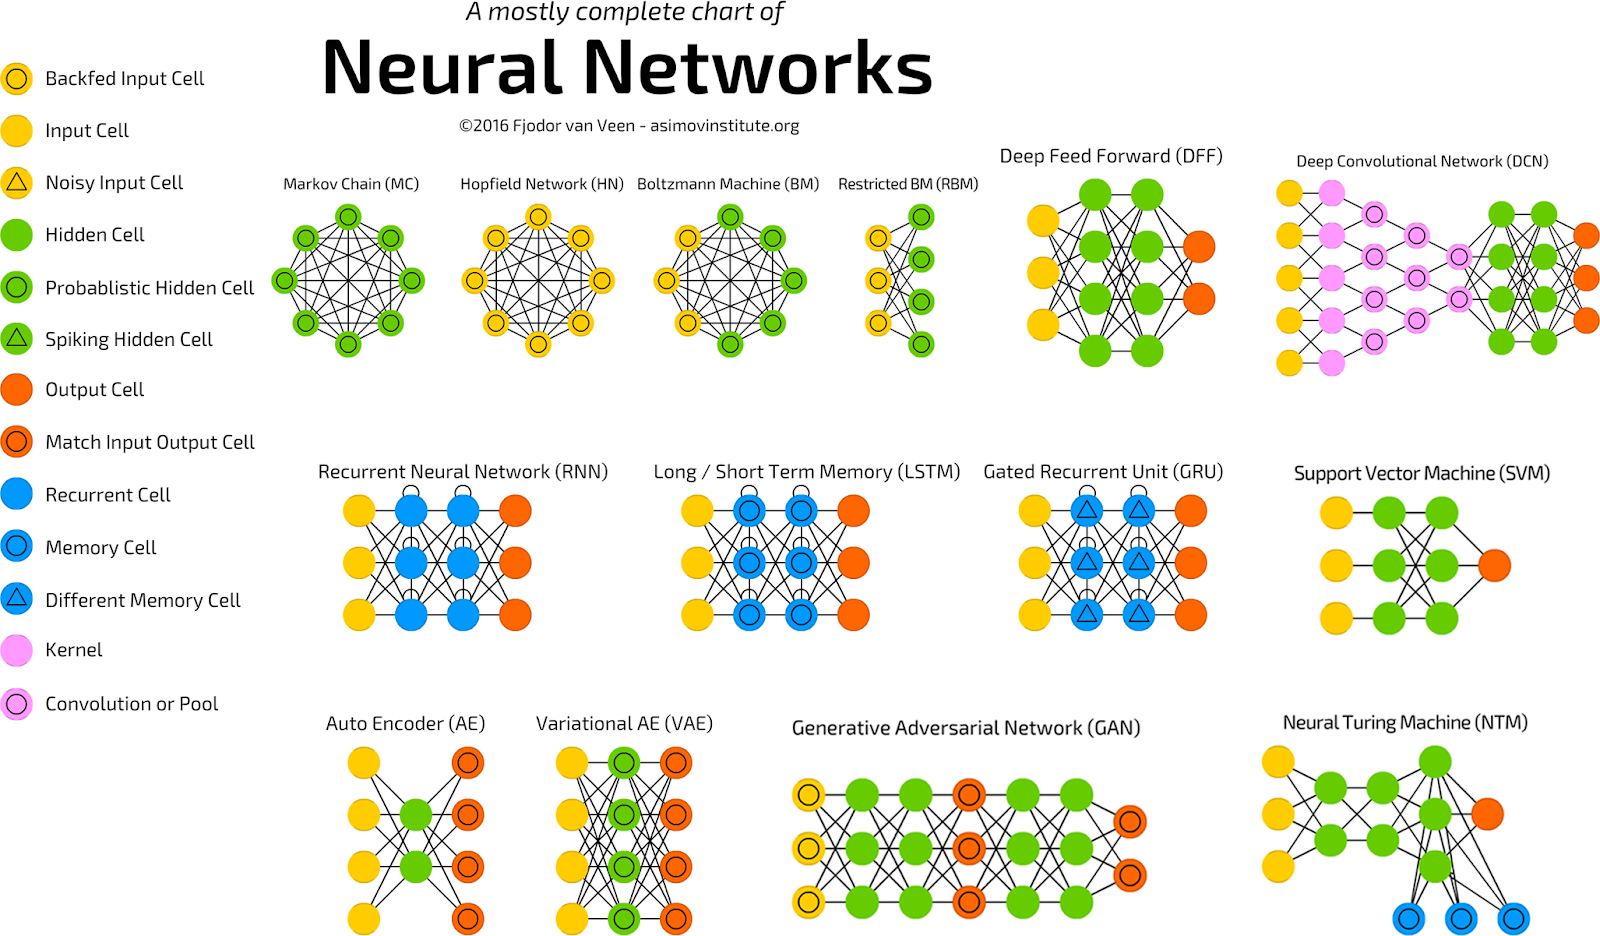 A mostly complete chart of
Neural Networks
©2016 Fjodor van Veen - asimovinstitute.org
Backfed Input Cell
Input Cell
Noisy Input Cell
Hidden Cell
Probablistic Hidden Cell
Spiking Hidden Cell
Output Cell
Match Input Output Cell
Recurrent Cell
Memory Cell
Different Memory Cell
Kernel
Convolution or Pool
Markov Chain (MC)
Hopfield Network (HN)
Boltzmann Machine (BM)
Restricted BM (RBM)
Deep Feed Forward (DFF)
Deep Convolutional Network (DCN)
Recurrent Neural Network (RNN)
Long / Short Term Memory (LSTM)
Gated Recurrent Unit (GRU)
Support Vector Machine (SVM)
Auto Encoder (AE)
Variational AE (VAE)
Generative Adversarial Network (GAN)
Neural Turing Machine (NTM)